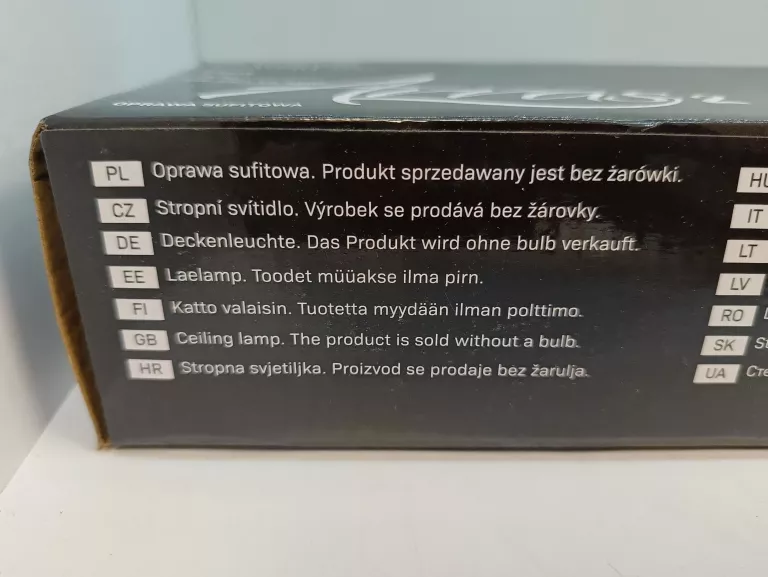 OPRAWA SUFITOWA
PL Oprawa sufitowa. Produkt sprzedawany jest bez żarówki.
CZ Stropní svítidlo. Výrobek se prodává bez žárovky.
DE Deckenleuchte. Das Produkt wird ohne bulb verkauft.
EE Laelamp. Toodet müüakse ilma pirn.
FI Katto valaisin. Tuotetta myydään ilman polttimo.
GB Ceiling lamp. The product is sold without a bulb.
HR Stropna svjetiljka. Proizvod se prodaje bez žarulja.
HU
IT
LT
LV
RO
SK
UA